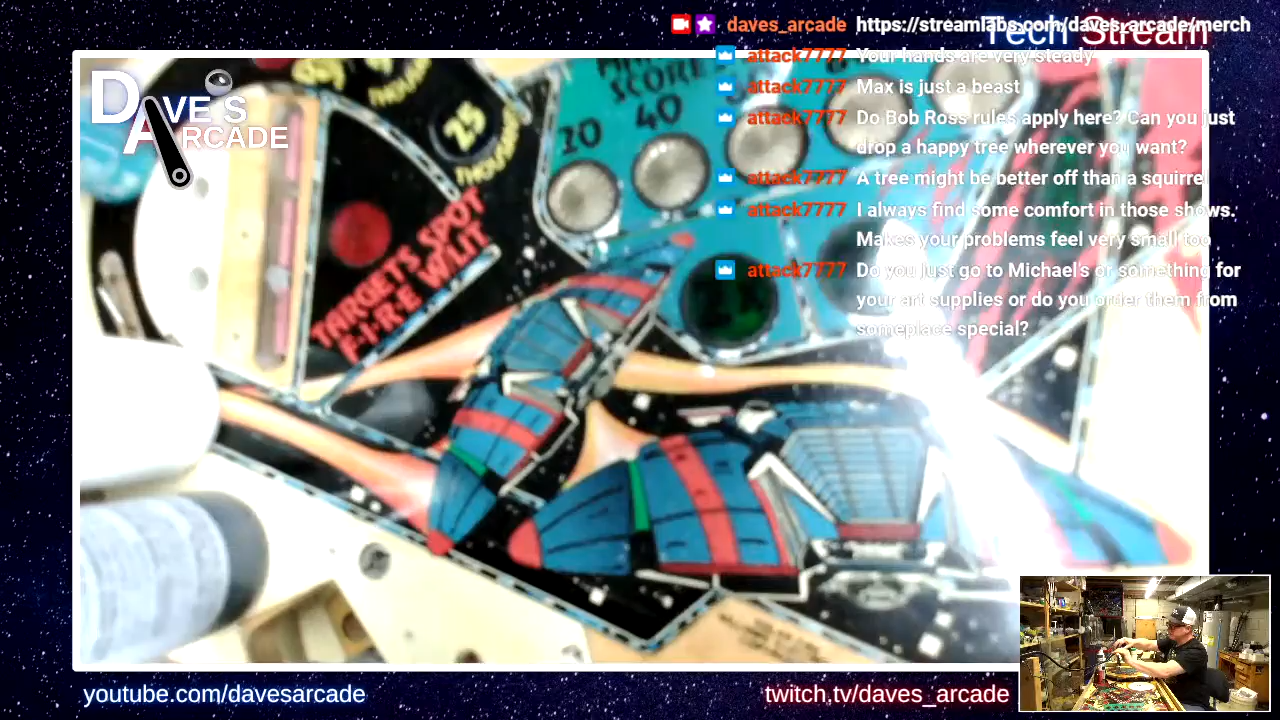 daves_arcade https://streamlabs.com/daves_arcade/merch
Tech Stream
attack7777 Your hands are very steady
attack7777 Max is just a beast
attack7777 Do Bob Ross rules apply here? Can you just
drop a happy tree wherever you want?
attack7777 A tree might be better off than a squirrel
attack7777 I always find some comfort in those shows.
Makes your problems feel very small too
attack7777 Do you just go to Michael's or something for
your art supplies or do you order them from
someplace special?
DAVE'S
ARCADE
25
SCORE
20 40
TARGETS SPOT
F-I-R-E W/LIT
youtube.com/davesarcade
twitch.tv/daves_arcade